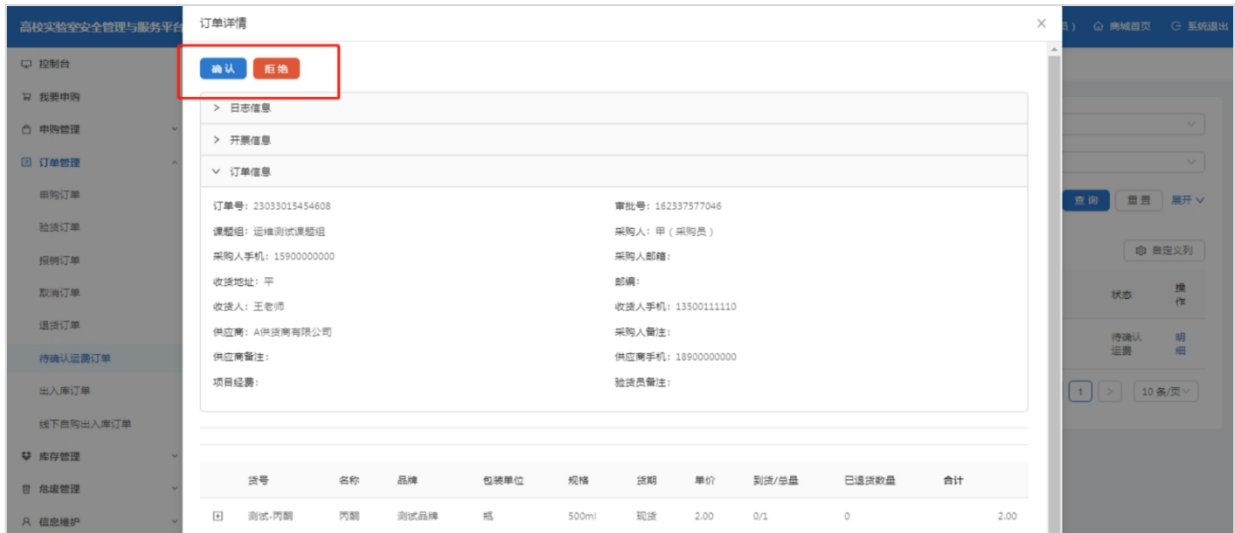 高校实验室安全管理与服务平台
订单详情
员）
商城首页
系统退出
控制台
我要申购
申购管理
订单管理
申购订单
验货订单
报销订单
取消订单
退货订单
待确认运费订单
出入库订单
线下自购出入库订单
库存管理
危废管理
信息维护
确 认
拒 绝
日志信息
开票信息
订单信息
订单号：23033015454608
审批号：162337577046
课题组：运维测试课题组
采购人：甲（采购员）
采购人手机：15900000000
采购人邮箱：
收货地址：平
邮编：
收货人：王老师
收货人手机：13500111110
供应商：A供货商有限公司
采购人备注：
供应商备注：
供应商手机：18900000000
项目经费：
验货员备注：
货号 名称 品牌 包装单位 规格 货期 单价 到货/总量 已退货数量 合计
测试-丙酮 丙酮 测试品牌 瓶 500ml 现货 2.00 0/1 0 2.00
查 询
重 置
展开
自定义列
状态
操作
待确认
运费
明细
1
10 条/页